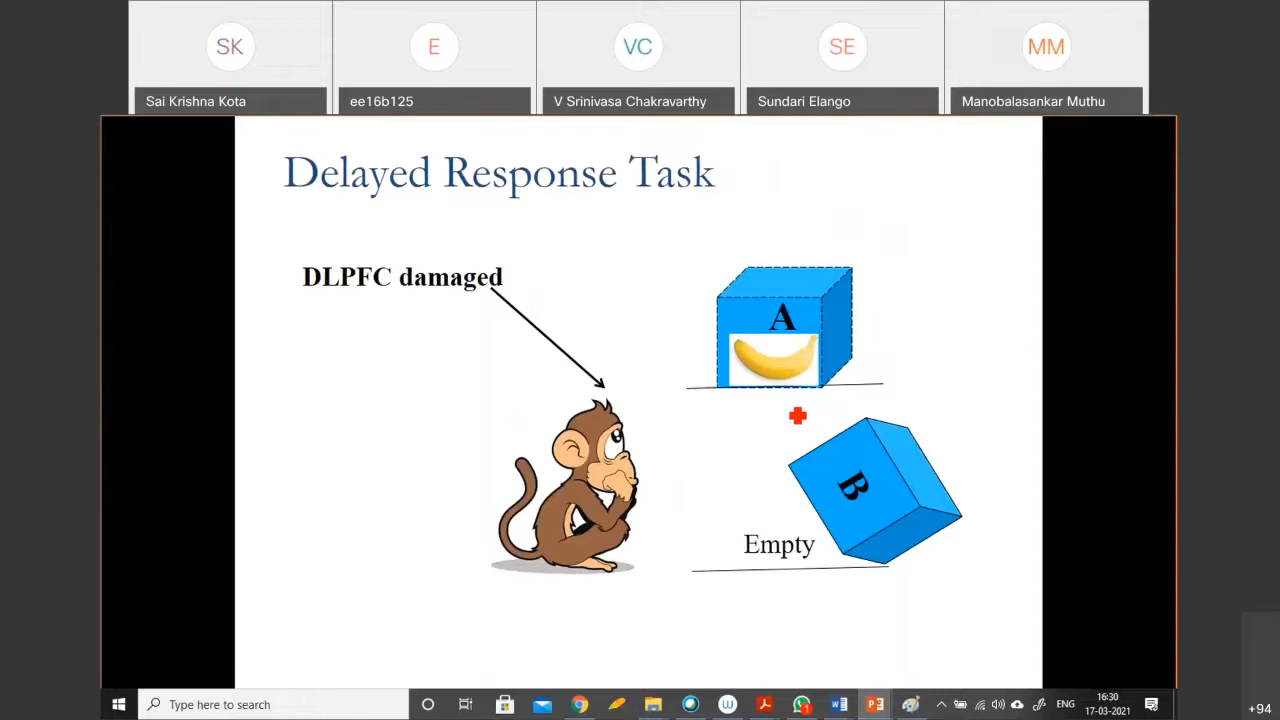 SK
E
VC
SE
MM
Sai Krishna Kota
ee16b125
V Srinivasa Chakravarthy
Sundari Elango
Manobalasankar Muthu
Delayed Response Task
DLPFC damaged
A
B
Empty
Type here to search
W
1
W
P
ENG
16:30
17-03-2021
+94